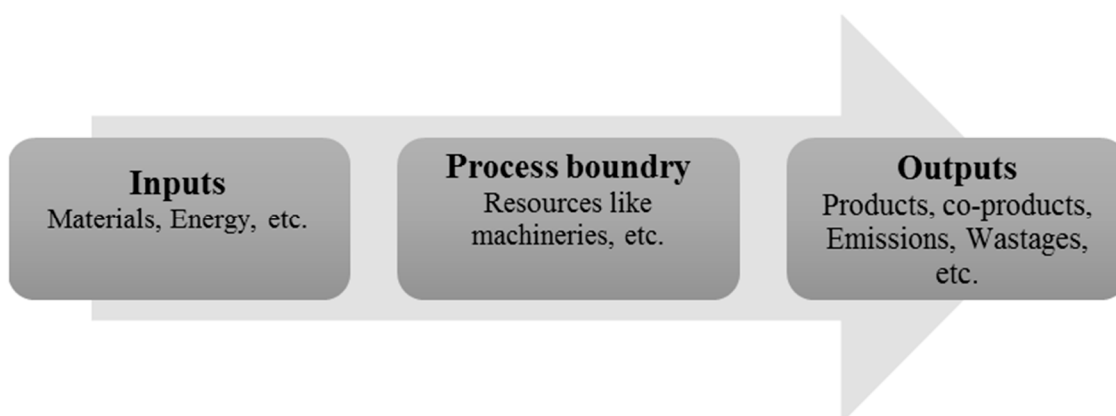 Inputs
Materials, Energy, etc.
Process boundry
Resources like
machineries, etc.
Outputs
Products, co-products,
Emissions, Wastages,
etc.